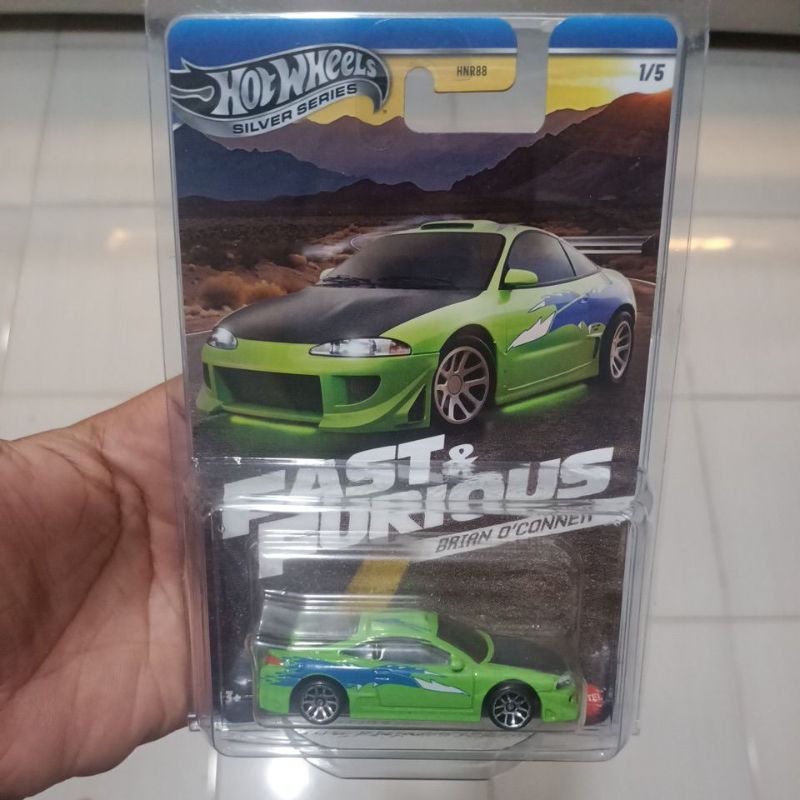 HOT WHEELS
SILVER SERIES
HNR88
1/5
FAST &
FURIOUS
BRIAN O'CONNER
3+